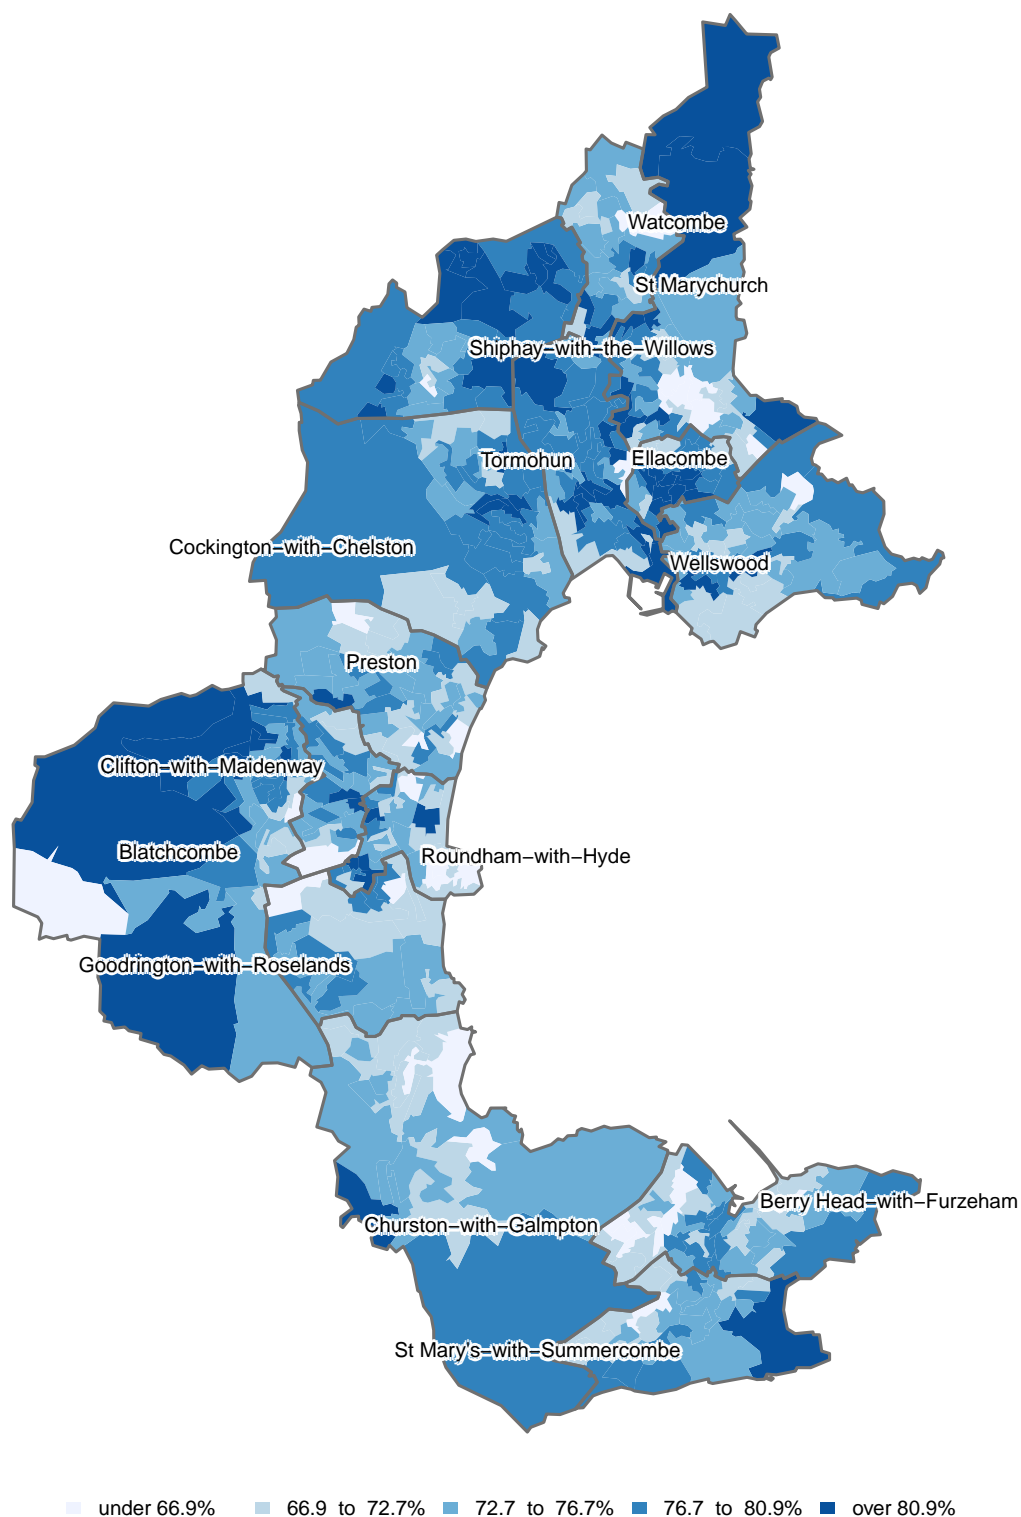 Watcombe
St Marychurch
Shiphay−with−the−Willows
Tormohun
Ellacombe
Cockington−with−Chelston
Wellswood
Preston
Clifton−with−Maidenway
Blatchcombe
Roundham−with−Hyde
Goodrington−with−Roselands
Berry Head−with−Furzeham
Churston−with−Galmpton
St Mary's−with−Summercombe
under 66.9% 66.9 to 72.7% 72.7 to 76.7% 76.7 to 80.9% over 80.9%